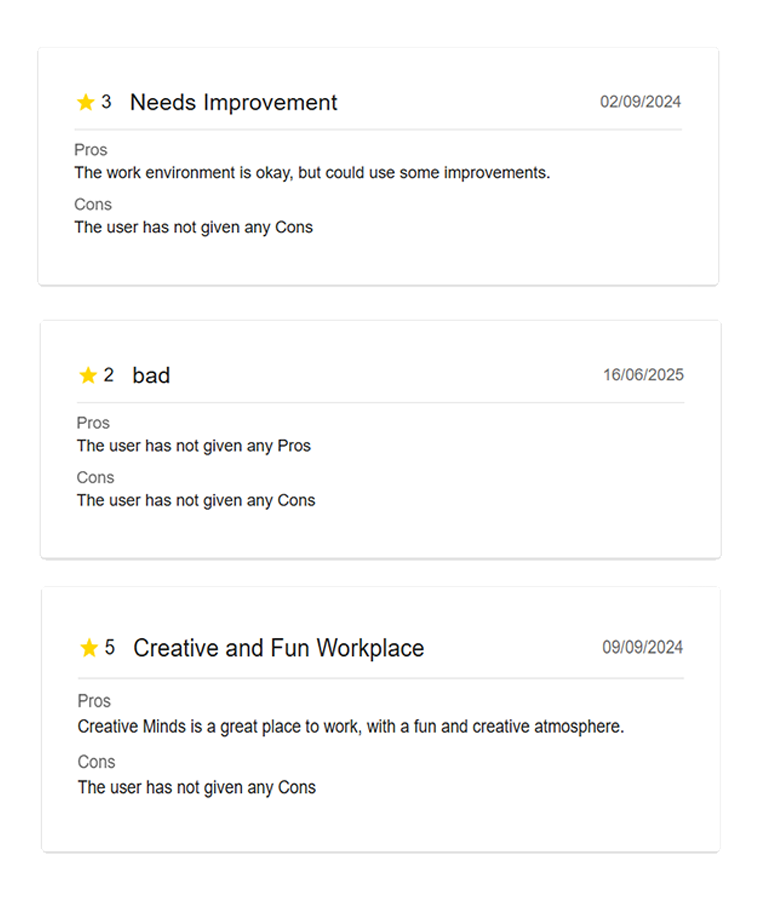 3 Needs Improvement 02/09/2024
Pros
The work environment is okay, but could use some improvements.
Cons
The user has not given any Cons
2 bad 16/06/2025
Pros
The user has not given any Pros
Cons
The user has not given any Cons
5 Creative and Fun Workplace 09/09/2024
Pros
Creative Minds is a great place to work, with a fun and creative atmosphere.
Cons
The user has not given any Cons